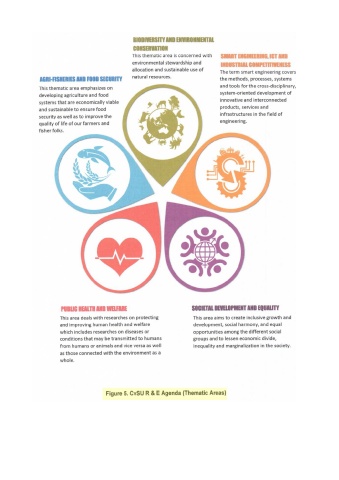 BIODIVERSITY AND ENVIRONMENTAL
CONSERVATION
This thematic area is concerned with
environmental stewardship and
allocation and sustainable use of
natural resources.
SMART ENGINEERING, ICT AND
INDUSTRIAL COMPETITIVENESS
The term smart engineering covers
the methods, processes, systems
and tools for the cross-disciplinary,
system-oriented development of
innovative and interconnected
products, services and
infrastructures in the field of
engineering.
AGRI-FISHERIES AND FOOD SECURITY
This thematic area emphasizes on
developing agriculture and food
systems that are economically viable
and sustainable to ensure food
security as well as to improve the
quality of life of our farmers and
fisher folks.
PUBLIC HEALTH AND WELFARE
This area deals with researches on protecting
and improving human health and welfare
which includes researches on diseases or
conditions that may be transmitted to humans
from humans or animals and vice versa as well
as those connected with the environment as a
whole.
SOCIETAL DEVELOPMENT AND EQUALITY
This area aims to create inclusive growth and
development, social harmony, and equal
opportunities among the different social
groups and to lessen economic divide,
inequality and marginalization in the society.
Figure 5. CvSU R & E Agenda (Thematic Areas)